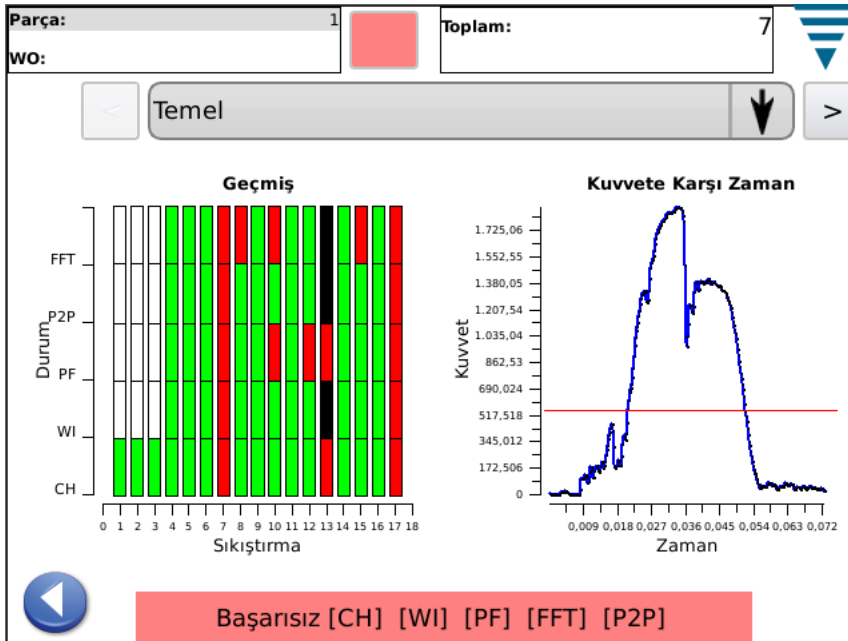 Parça: 1
WO:
Toplam: 7
<
Temel
>
Geçmiş
FFT
P2P
PF
WI
CH
Durum
0 1 2 3 4 5 6 7 8 9 10 11 12 13 14 15 16 17 18
Sıkıştırma
Kuvvete Karşı Zaman
1.725,06
1.552,55
1.380,05
1.207,54
1.035,04
862,53
690,024
517,518
345,012
172,506
0
Kuvvet
0,009 0,018 0,027 0,036 0,045 0,054 0,063 0,072
Zaman
Başarısız [CH] [WI] [PF] [FFT] [P2P]